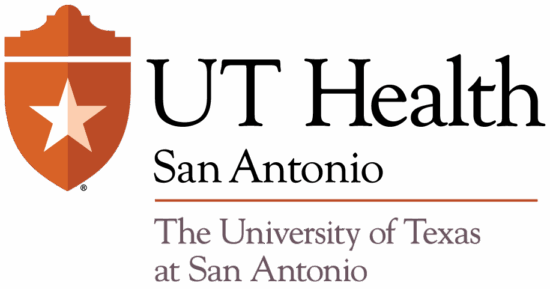 UT Health
San Antonio
The University of Texas
at San Antonio
®